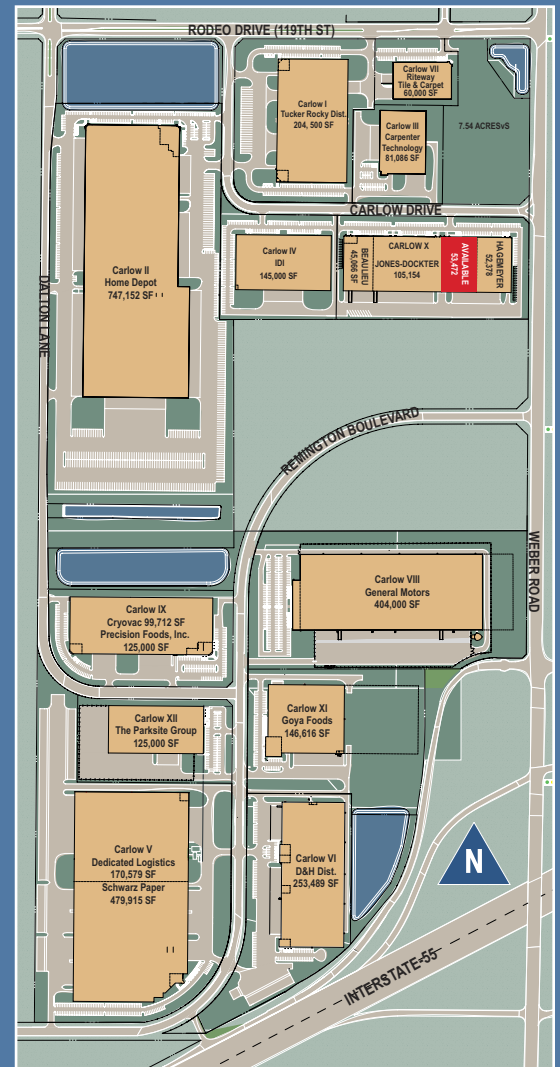 RODEO DRIVE (119TH ST)
Carlow I
Tucker Rocky Dist.
204, 500 SF
Carlow VII
Riteway
Tile & Carpet
60,000 SF
Carlow III
Carpenter
Technology
81,086 SF
7.54 ACRESvS
CARLOW DRIVE
Carlow II
Home Depot
747,152 SF
DALTON LANE
Carlow IV
IDI
145,000 SF
BEAULIEU
45,066 SF
CARLOW X
JONES-DOCKTER
105,154
AVAILABLE
53,472
HAGEMEYER
52,378
REMINGTON BOULEVARD
WEBER ROAD
Carlow VIII
General Motors
404,000 SF
Carlow IX
Cryovac 99,712 SF
Precision Foods, Inc.
125,000 SF
Carlow XI
Goya Foods
146,616 SF
Carlow XII
The Parksite Group
125,000 SF
Carlow V
Dedicated Logistics
170,579 SF
Schwarz Paper
479,915 SF
Carlow VI
D&H Dist.
253,489 SF
N
INTERSTATE-55